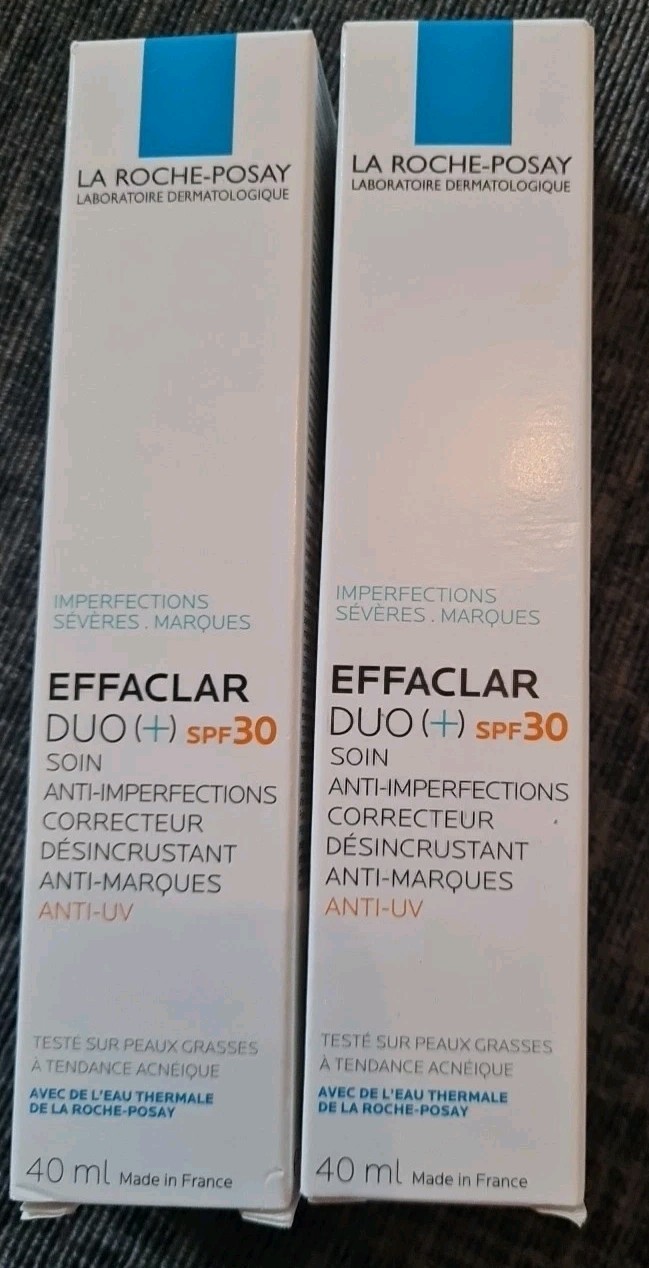 LA ROCHE-POSAY
LABORATOIRE DERMATOLOGIQUE
IMPERFECTIONS
SÉVÈRES . MARQUES
EFFACLAR
DUO (+) SPF30
SOIN
ANTI-IMPERFECTIONS
CORRECTEUR
DÉSINCRUSTANT
ANTI-MARQUES
ANTI-UV
TESTÉ SUR PEAUX GRASSES
À TENDANCE ACNÉIQUE
AVEC DE L'EAU THERMALE
DE LA ROCHE-POSAY
40 ml Made in France
LA ROCHE-POSAY
LABORATOIRE DERMATOLOGIQUE
IMPERFECTIONS
SÉVÈRES . MARQUES
EFFACLAR
DUO (+) SPF30
SOIN
ANTI-IMPERFECTIONS
CORRECTEUR
DÉSINCRUSTANT
ANTI-MARQUES
ANTI-UV
TESTÉ SUR PEAUX GRASSES
À TENDANCE ACNÉIQUE
AVEC DE L'EAU THERMALE
DE LA ROCHE-POSAY
40 ml Made in France